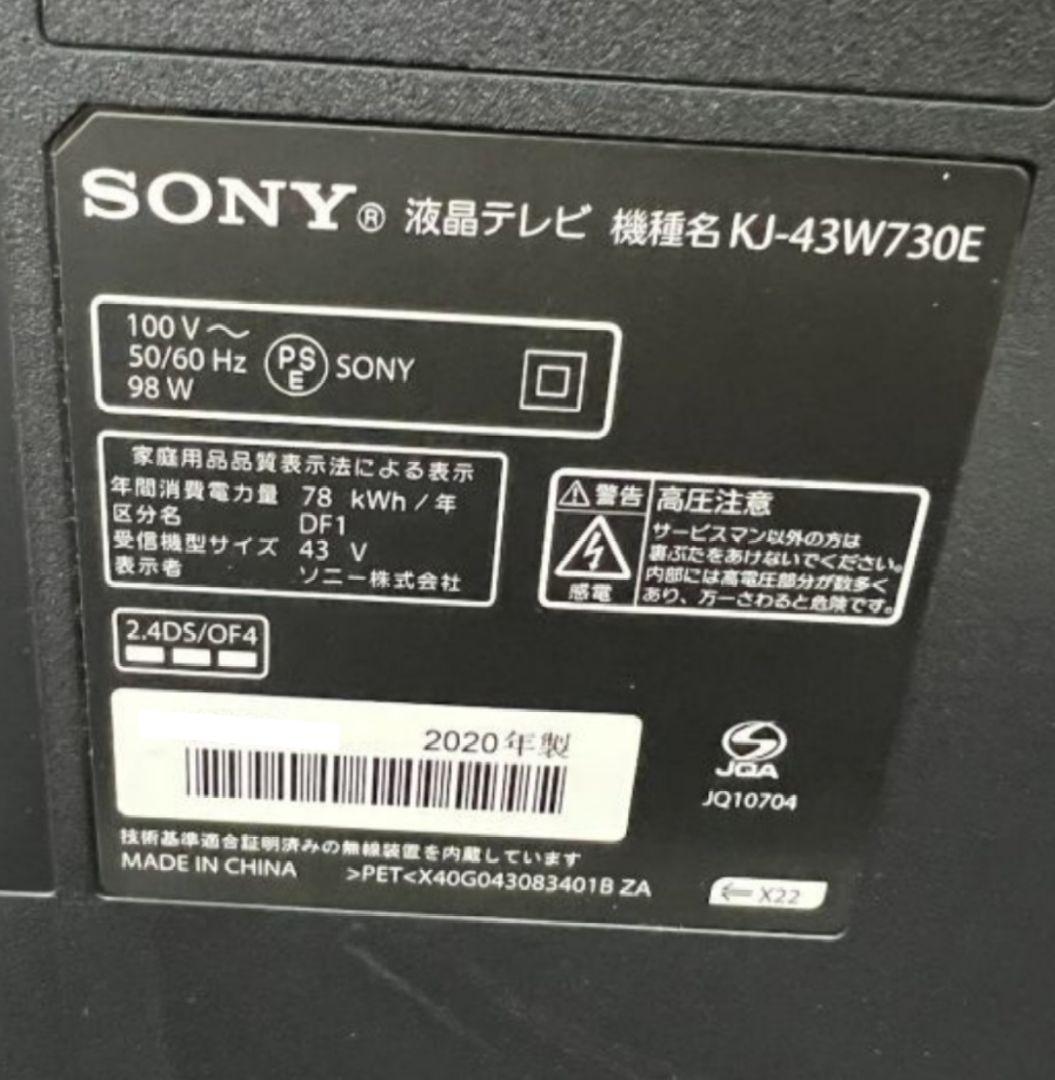 SONY® 液晶テレビ 機種名 KJ-43W730E
100 V～
50/60 Hz
98 W
PSE
SONY
家庭用品品質表示法による表示
年間消費電力量 78 kWh / 年
区分名 DF1
受信機型サイズ 43 V
表示者 ソニー株式会社
⚠警告
感電
高圧注意
サービスマン以外の方は
裏ぶたをあけないでください。
内部には高電圧部分が数多く
あり、万一さわると危険です。
2.4DS/OF4
2020年製
JQA
JQ10704
技術基準適合証明済みの無線装置を内蔵しています
MADE IN CHINA >PET<X40G043083401B ZA
← X22